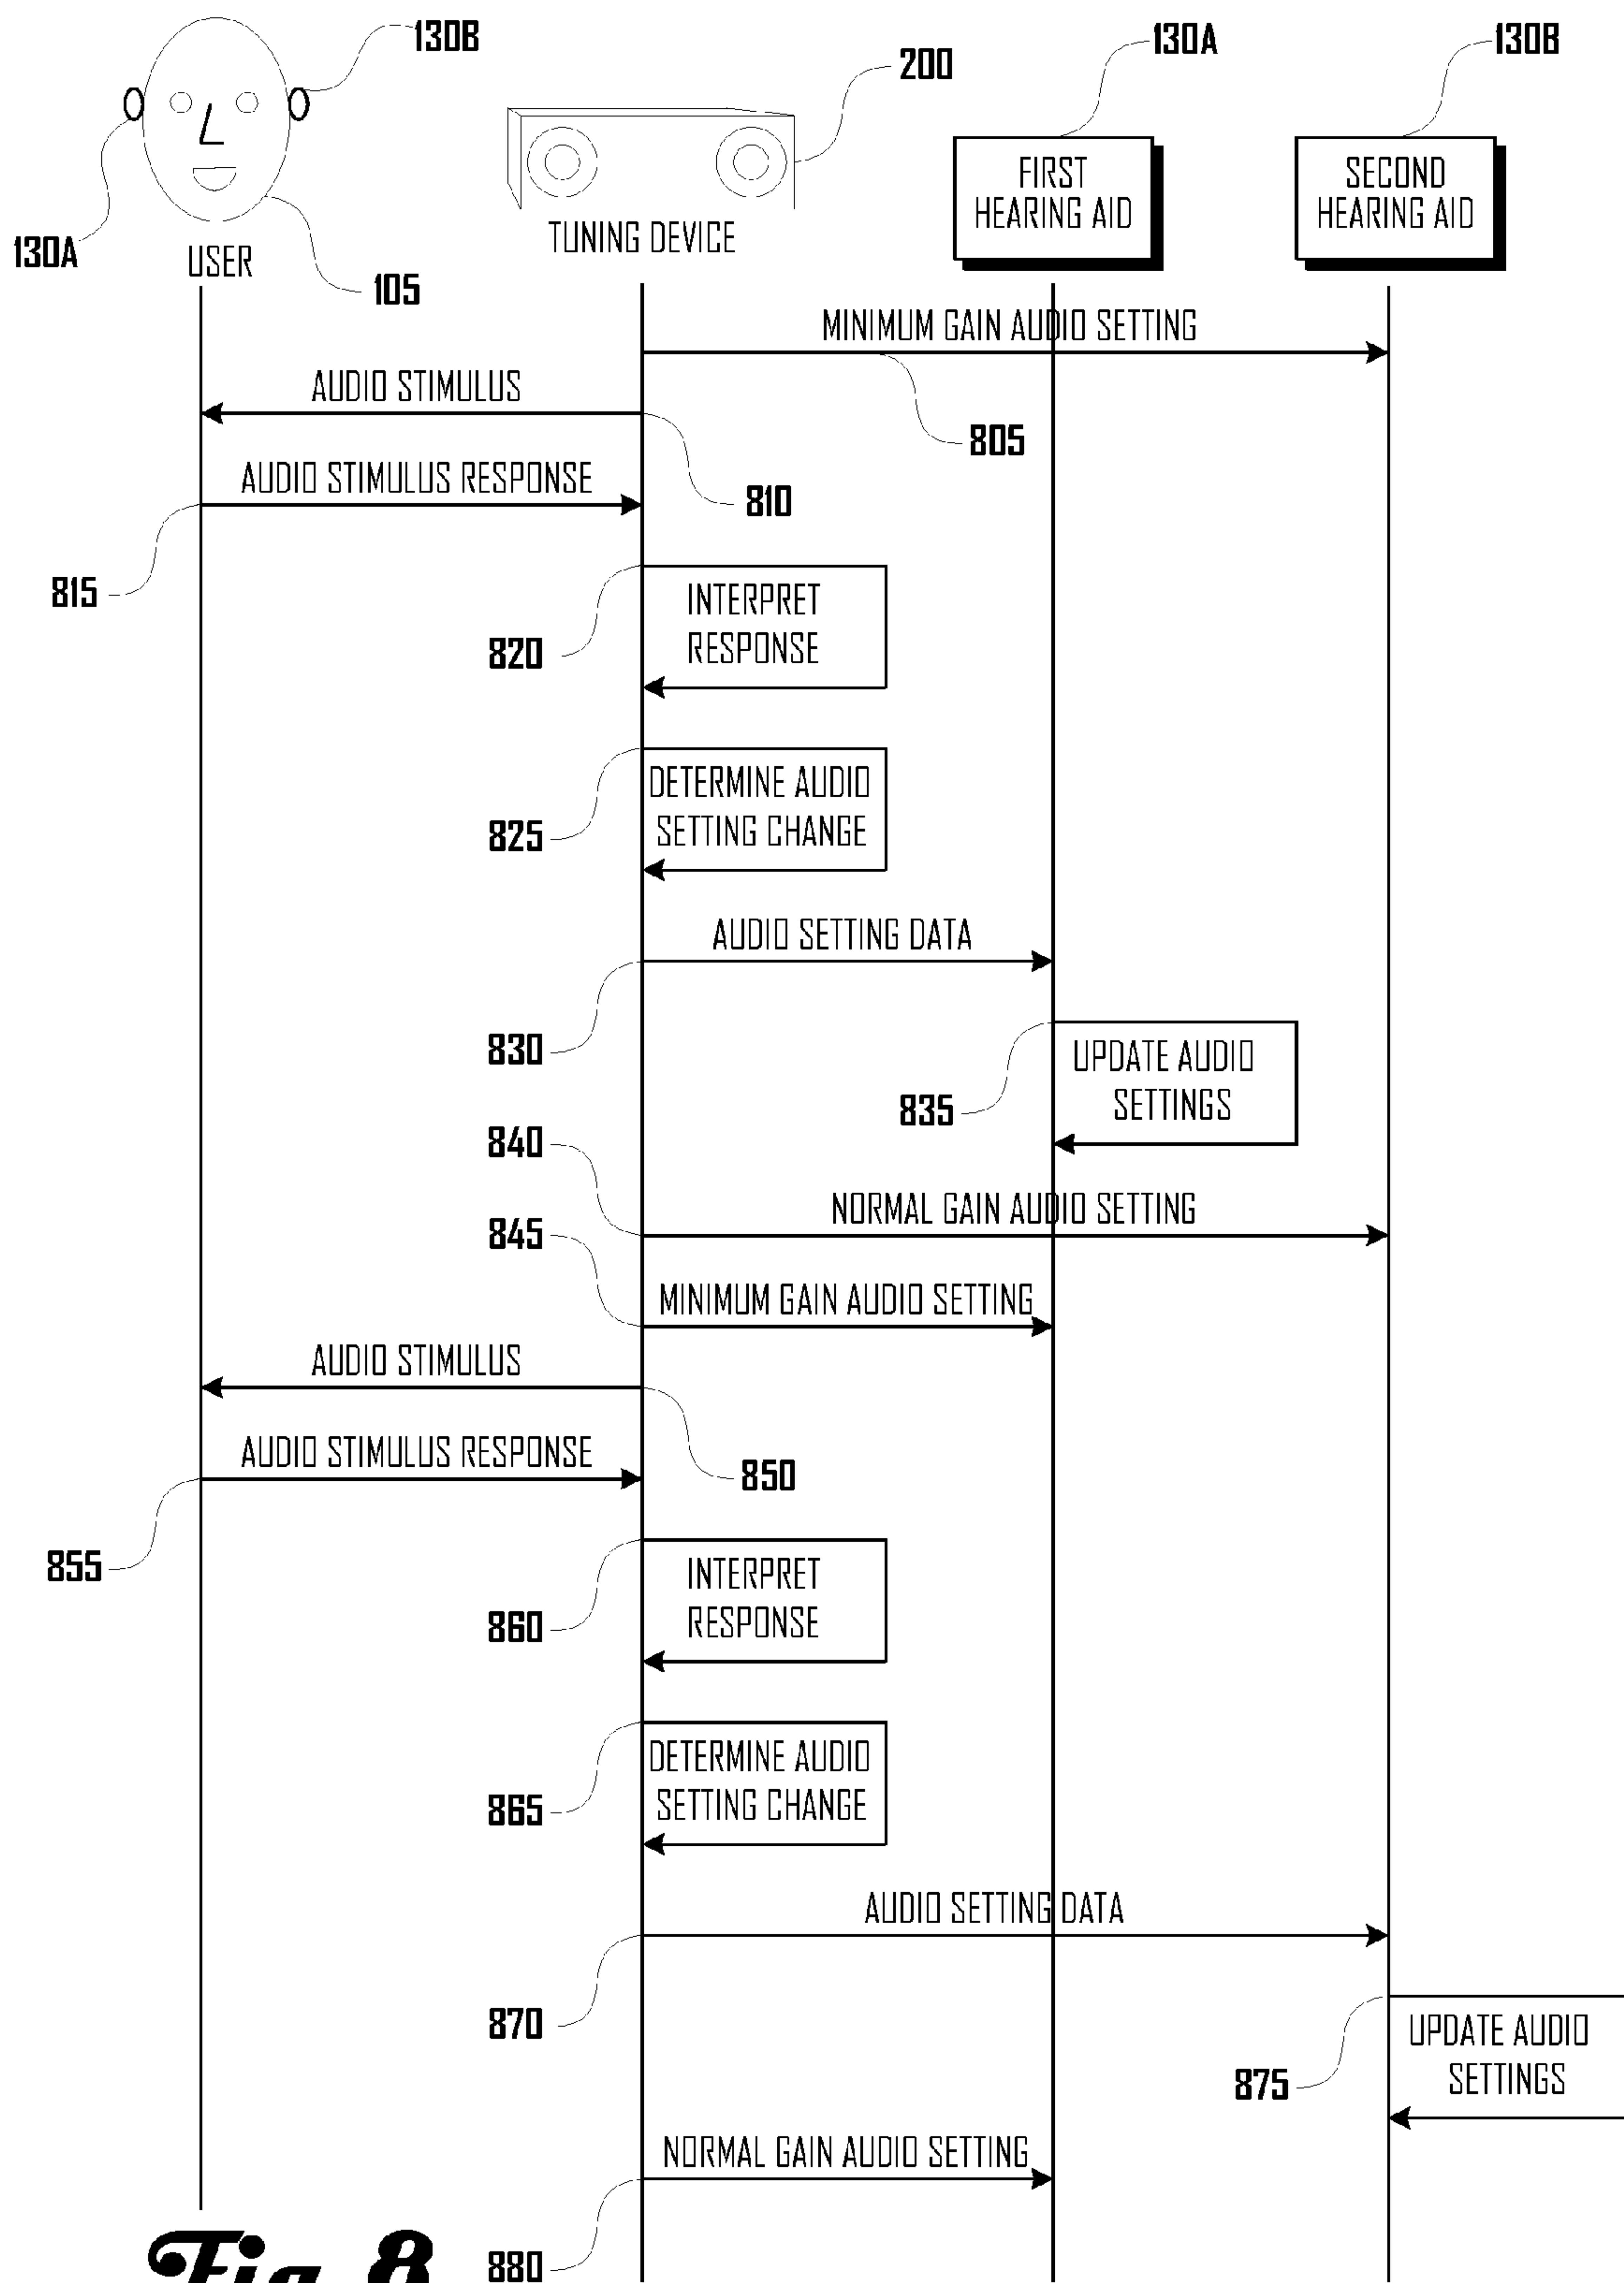 130B
130A
130B
200
FIRST
HEARING AID
SECOND
HEARING AID
TUNING DEVICE
130A
USER
105
MINIMUM GAIN AUDIO SETTING
805
AUDIO STIMULUS
810
AUDIO STIMULUS RESPONSE
815
INTERPRET
RESPONSE
820
DETERMINE AUDIO
SETTING CHANGE
825
AUDIO SETTING DATA
830
UPDATE AUDIO
SETTINGS
835
840
NORMAL GAIN AUDIO SETTING
845
MINIMUM GAIN AUDIO SETTING
AUDIO STIMULUS
850
AUDIO STIMULUS RESPONSE
855
INTERPRET
RESPONSE
860
DETERMINE AUDIO
SETTING CHANGE
865
AUDIO SETTING DATA
870
UPDATE AUDIO
SETTINGS
875
NORMAL GAIN AUDIO SETTING
880
Fig.8